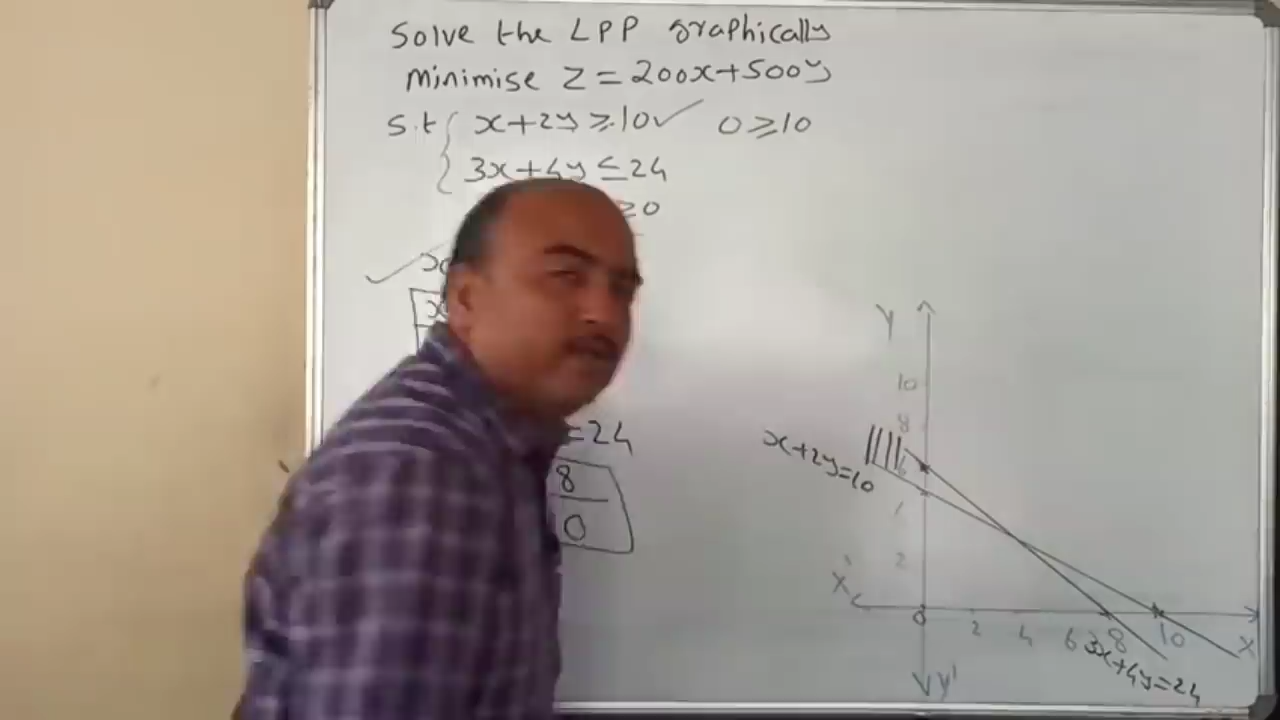 Solve the LPP graphically
Minimise Z = 200x+500y
S.t x+2y ≥ 10 ✓ 0 ≥ 10
3x+4y ≤ 24
≥0
✓ x
x
=24
8
0
Y
10
8
6
2
x+2y=10
X'
0
2 4 6 8 10
X
3x+4y=24
Y'